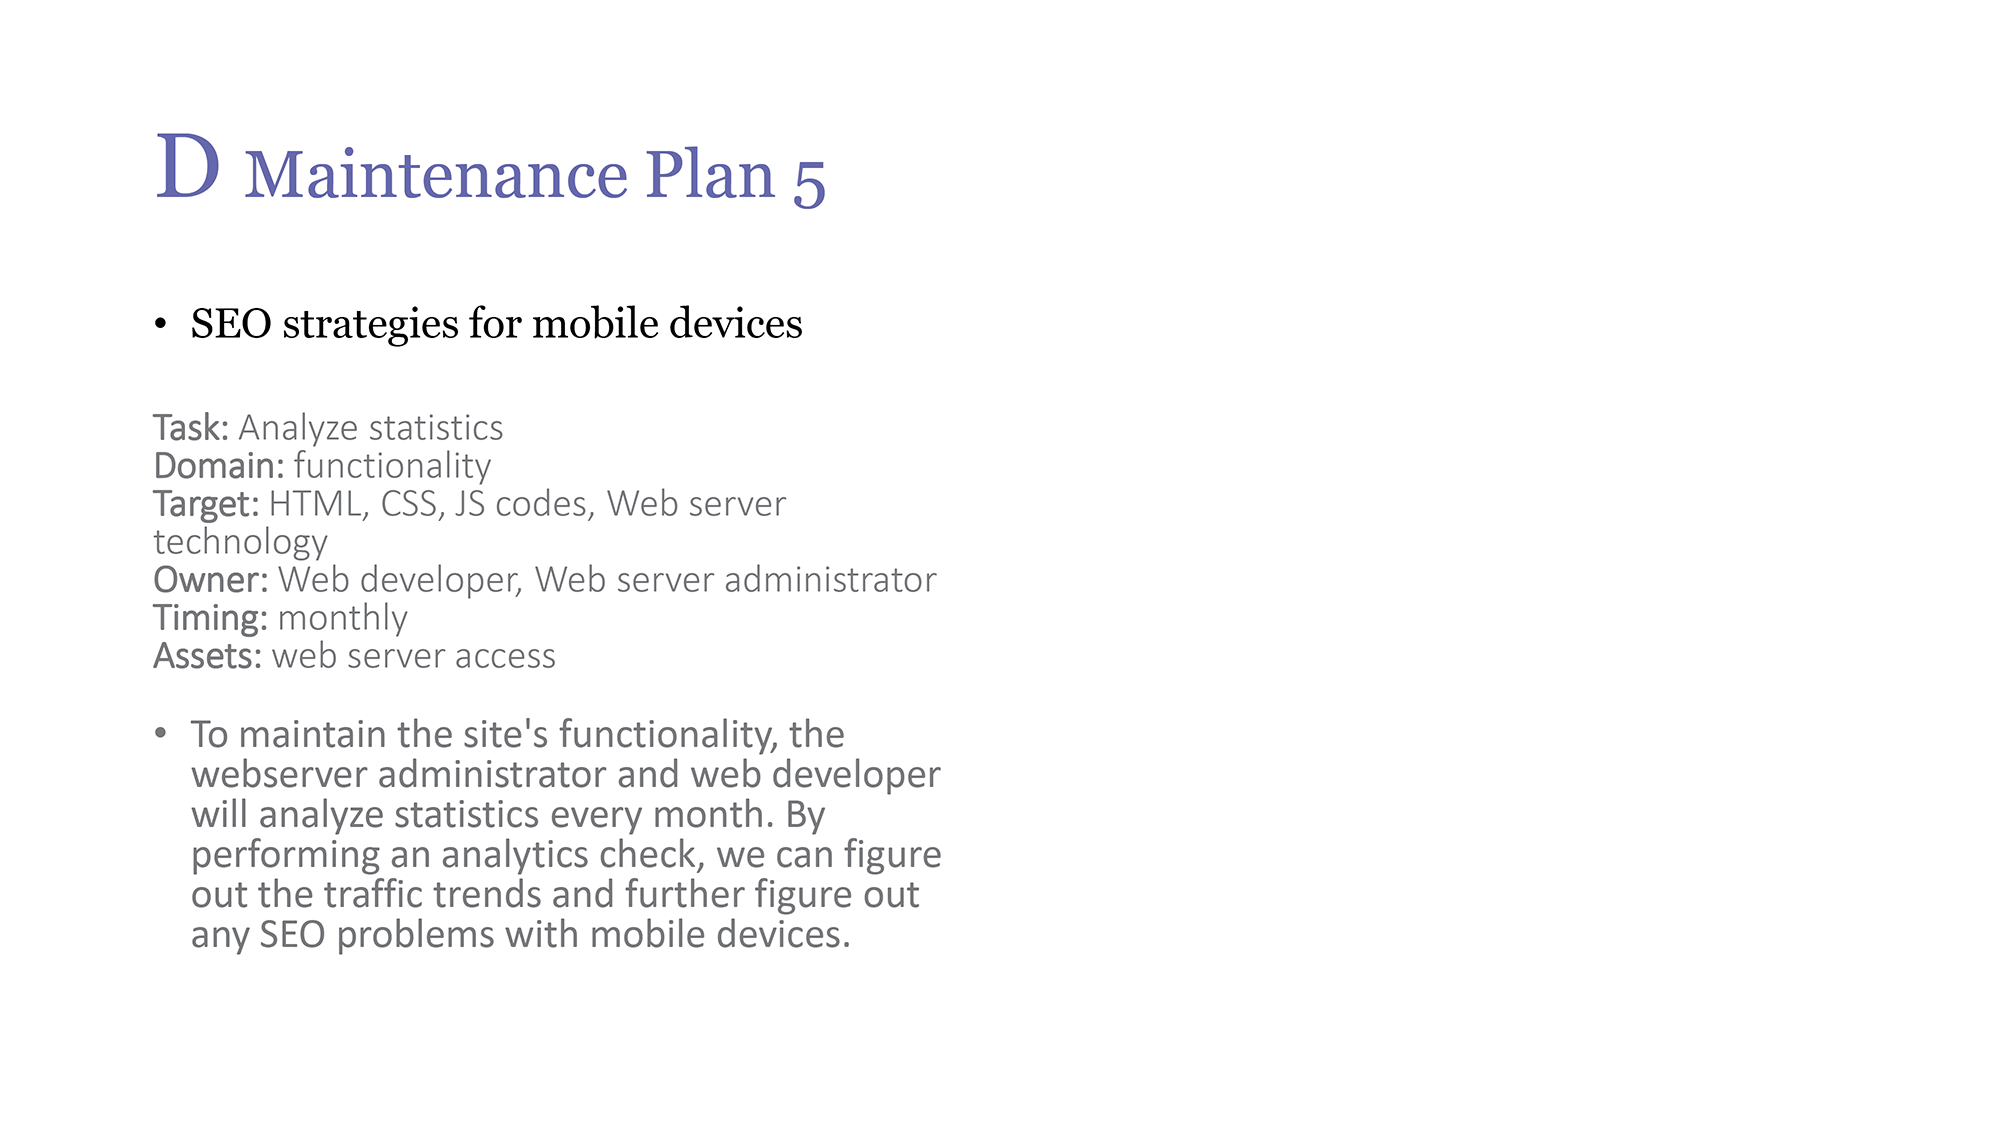 D Maintenance Plan 5
• SEO strategies for mobile devices
Task: Analyze statistics
Domain: functionality
Target: HTML, CSS, JS codes, Web server
technology
Owner: Web developer, Web server administrator
Timing: monthly
Assets: web server access
• To maintain the site's functionality, the
webserver administrator and web developer
will analyze statistics every month. By
performing an analytics check, we can figure
out the traffic trends and further figure out
any SEO problems with mobile devices.